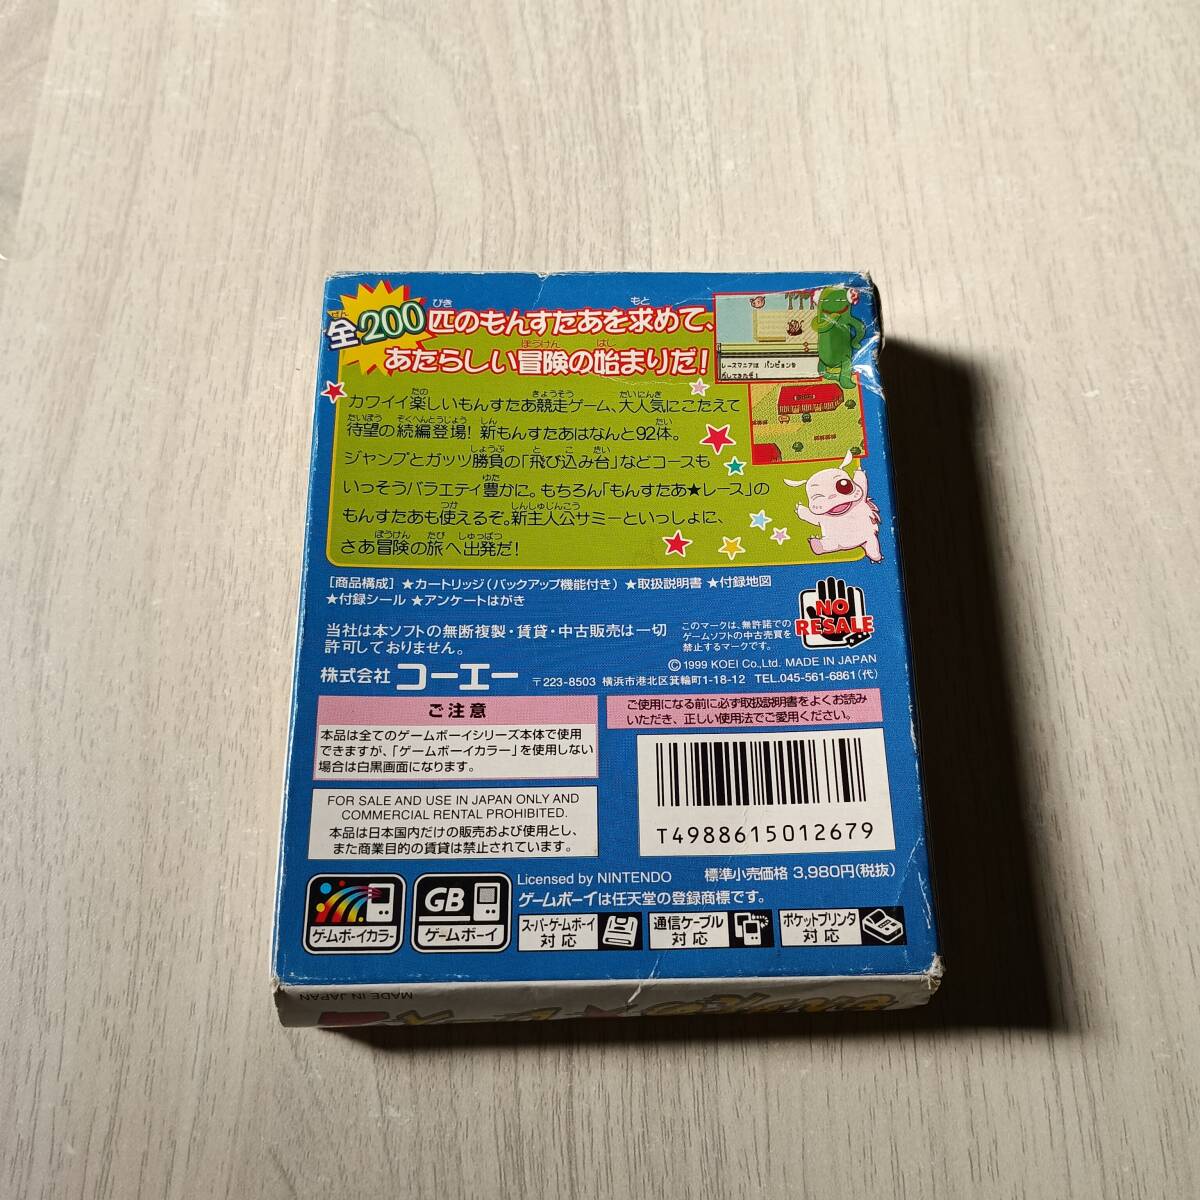 全200匹のもんすたあを求めて、
あたらしい冒険の始まりだ!
カワイイ楽しいもんすたあ競走ゲーム、大人気にこたえて
待望の続編登場! 新もんすたあはなんと92体。
ジャンプとガッツ勝負の「飛び込み台」などコースも
いっそうバラエティ豊かに。もちろん「もんすたあ★レース」の
もんすたあも使えるぞ。新主人公サミーといっしょに、
さあ冒険の旅へ出発だ!
レースマニアは パンピョンを
[商品構成] ★カートリッジ(バックアップ機能付き) ★取扱説明書 ★付録地図
★付録シール ★アンケートはがき
当社は本ソフトの無断複製・賃貸・中古販売は一切
許可しておりません。
NO
RESALE
このマークは、無許諾での
ゲームソフトの中古売買を
禁止するマークです。
©1999 KOEI Co.,Ltd. MADE IN JAPAN
株式会社 コーエー 〒223-8503 横浜市港北区箕輪町1-18-12 TEL.045-561-6861(代)
ご注意
本品は全てのゲームボーイシリーズ本体で使用
できますが、「ゲームボーイカラー」を使用しない
場合は白黒画面になります。
ご使用になる前に必ず取扱説明書をよくお読み
いただき、正しい使用法でご愛用ください。
FOR SALE AND USE IN JAPAN ONLY AND
COMMERCIAL RENTAL PROHIBITED.
本品は日本国内だけの販売および使用とし、
また商業目的の賃貸は禁止されています。
T4988615012679
Licensed by NINTENDO 標準小売価格 3,980円(税抜)
ゲームボーイは任天堂の登録商標です。
ゲームボーイカラー
GB
ゲームボーイ
スーパーゲームボーイ
対応
通信ケーブル
対応
ポケットプリンタ
対応
MADE IN JAPAN